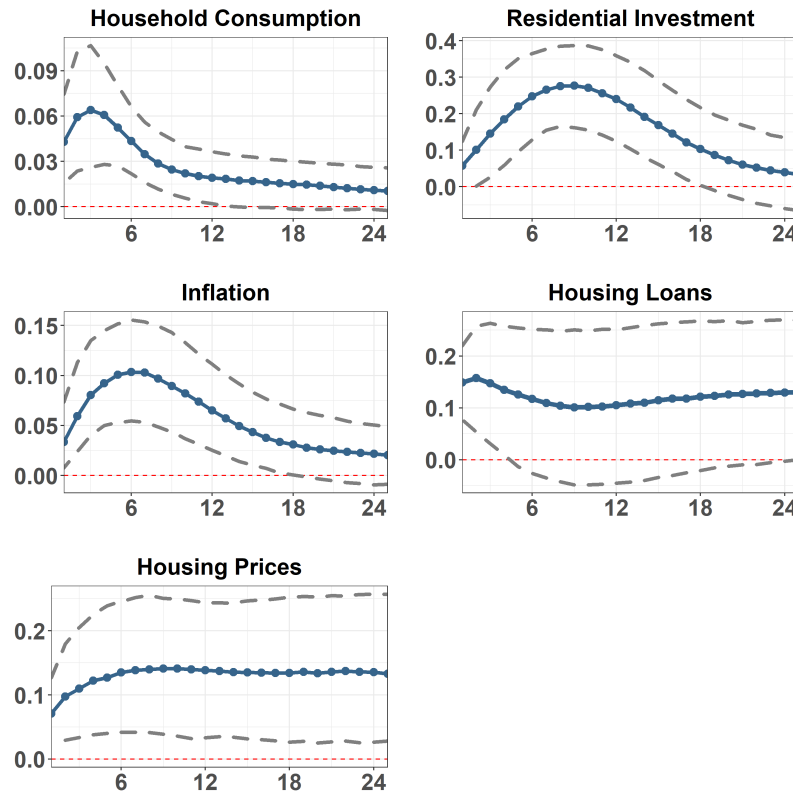 Household Consumption
0.09
0.06
0.03
0.00
6 12 18 24
Residential Investment
0.4
0.3
0.2
0.1
0.0
6 12 18 24
Inflation
0.15
0.10
0.05
0.00
6 12 18 24
Housing Loans
0.2
0.1
0.0
6 12 18 24
Housing Prices
0.2
0.1
0.0
6 12 18 24